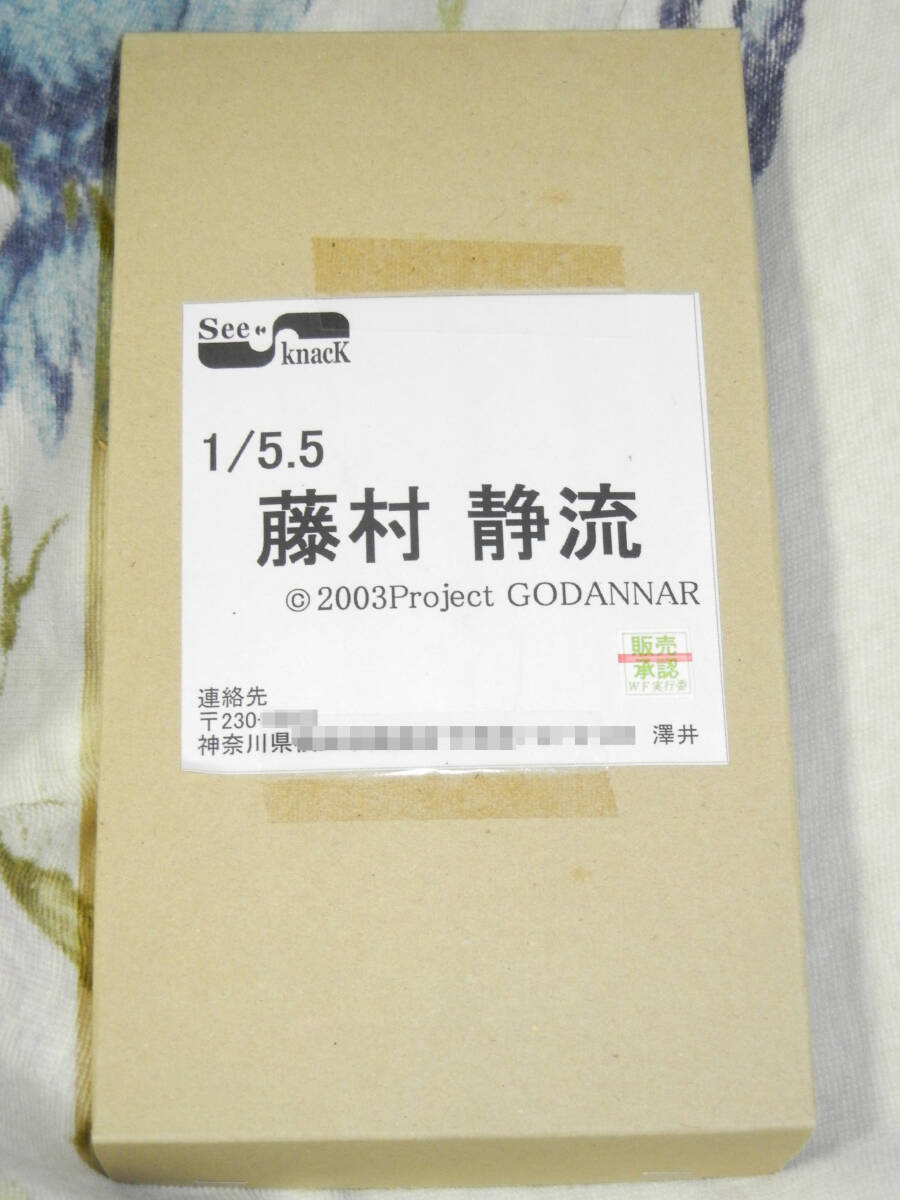 See
knacK
1/5.5
藤村 静流
©2003Project GODANNAR
販売
承認
WF実行委
連絡先
〒230-
神奈川県 澤井